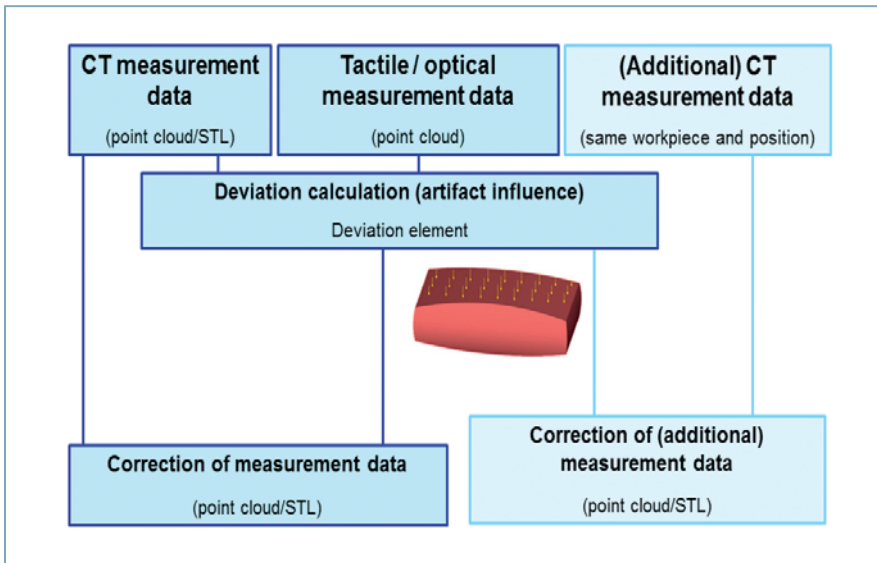 CT measurement
data
(point cloud/STL)
Tactile / optical
measurement data
(point cloud)
(Additional) CT
measurement data
(same workpiece and position)
Deviation calculation (artifact influence)
Deviation element
Correction of measurement data
(point cloud/STL)
Correction of (additional)
measurement data
(point cloud/STL)